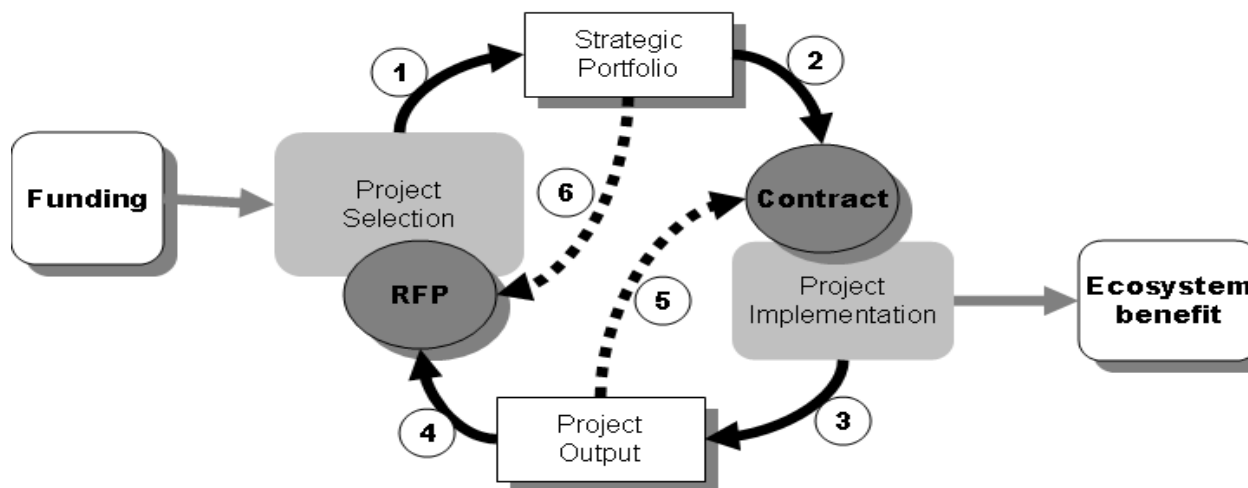 Strategic
Portfolio
1
2
Funding
Project
Selection
6
Contract
RFP
5
Project
Implementation
Ecosystem
benefit
4
Project
Output
3